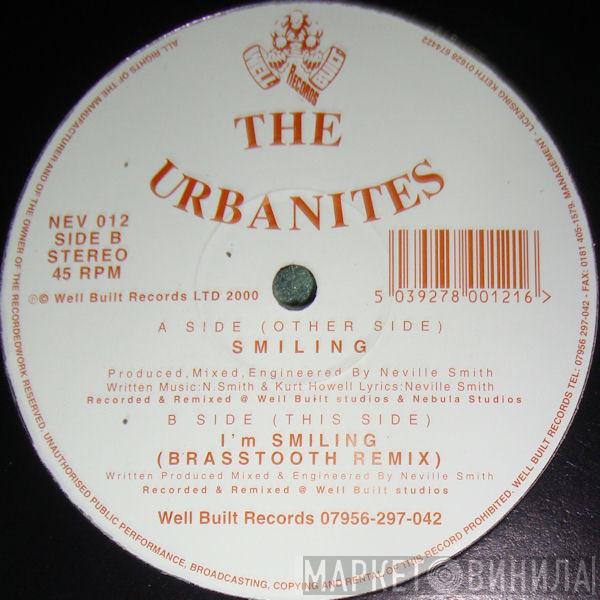 WELL BUILT
RECORDS
THE
URBANITES
NEV 012
SIDE B
STEREO
45 RPM
℗© Well Built Records LTD 2000
5 039278 001216 >
A SIDE (OTHER SIDE)
SMILING
Produced,Mixed,Engineered By Neville Smith
Written Music:N.Smith & Kurt Howell Lyrics:Neville Smith
Recorded & Remixed @ Well Built studios & Nebula Studios
B SIDE (THIS SIDE)
I'm SMILING
(BRASSTOOTH REMIX)
Written Produced Mixed & Engineered By Neville Smith
Recorded & Remixed @ Well Built studios
Well Built Records 07956-297-042
ALL RIGHTS OF THE MANUFACTURER AND OF THE OWNER OF THE RECORDEDWORK RESERVED, UNAUTHORISED PUBLIC PERFORMANCE, BROADCASTING, COPYING AND RENTAL OF THIS RECORD PROHIBITED. WELL BUILT RECORDS TEL: 07956 297-042 - FAX: 0181 405-1579. MANAGEMENT - LICENSING KEITH 01628 674422
МАРКЕТ ВИНИЛА